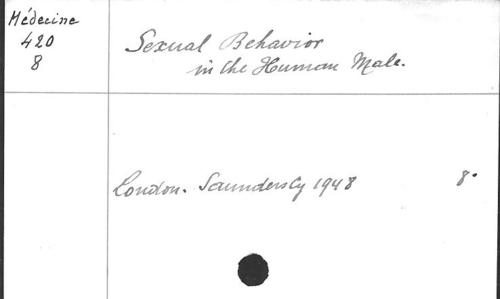 Médecine
420
8
Sexual Behavior
in the Human Male.
London. Saunders Cy 1948 8°